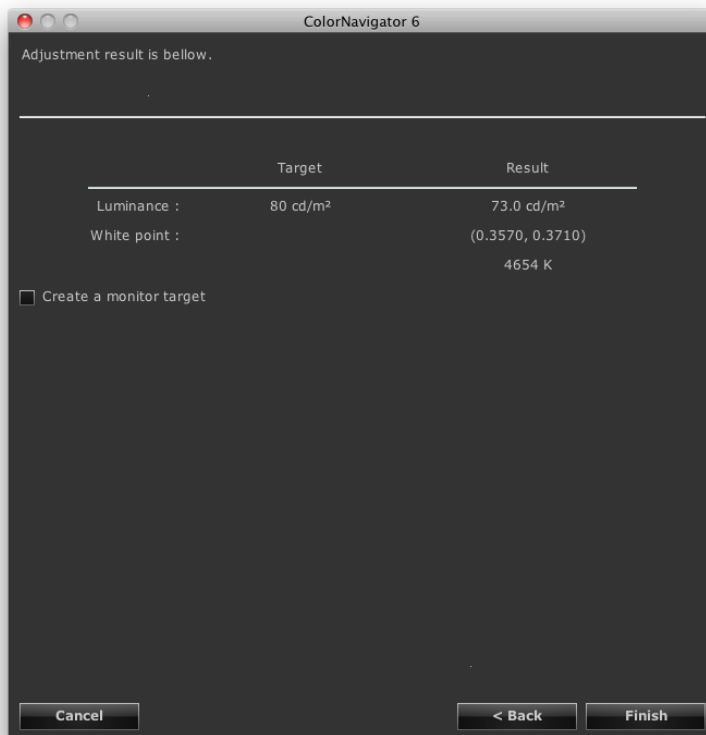 ColorNavigator 6
Adjustment result is bellow.
Target Result
Luminance : 80 cd/m² 73.0 cd/m²
White point : (0.3570, 0.3710)
4654 K
Create a monitor target
Cancel < Back Finish